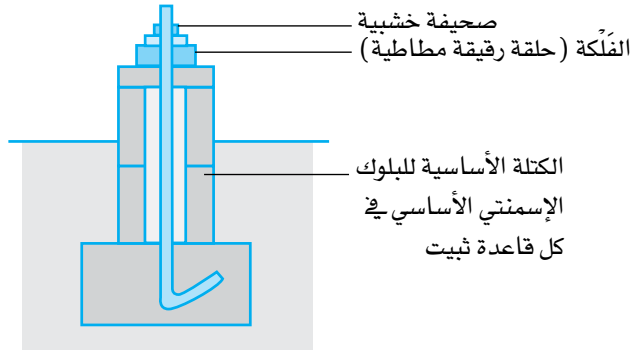 صحيفة خشبية
الفَلْكة (حلقة رقيقة مطاطية)
الكتلة الأساسية للبلوك
الإسمنتي الأساسي في
كل قاعدة ثبيت